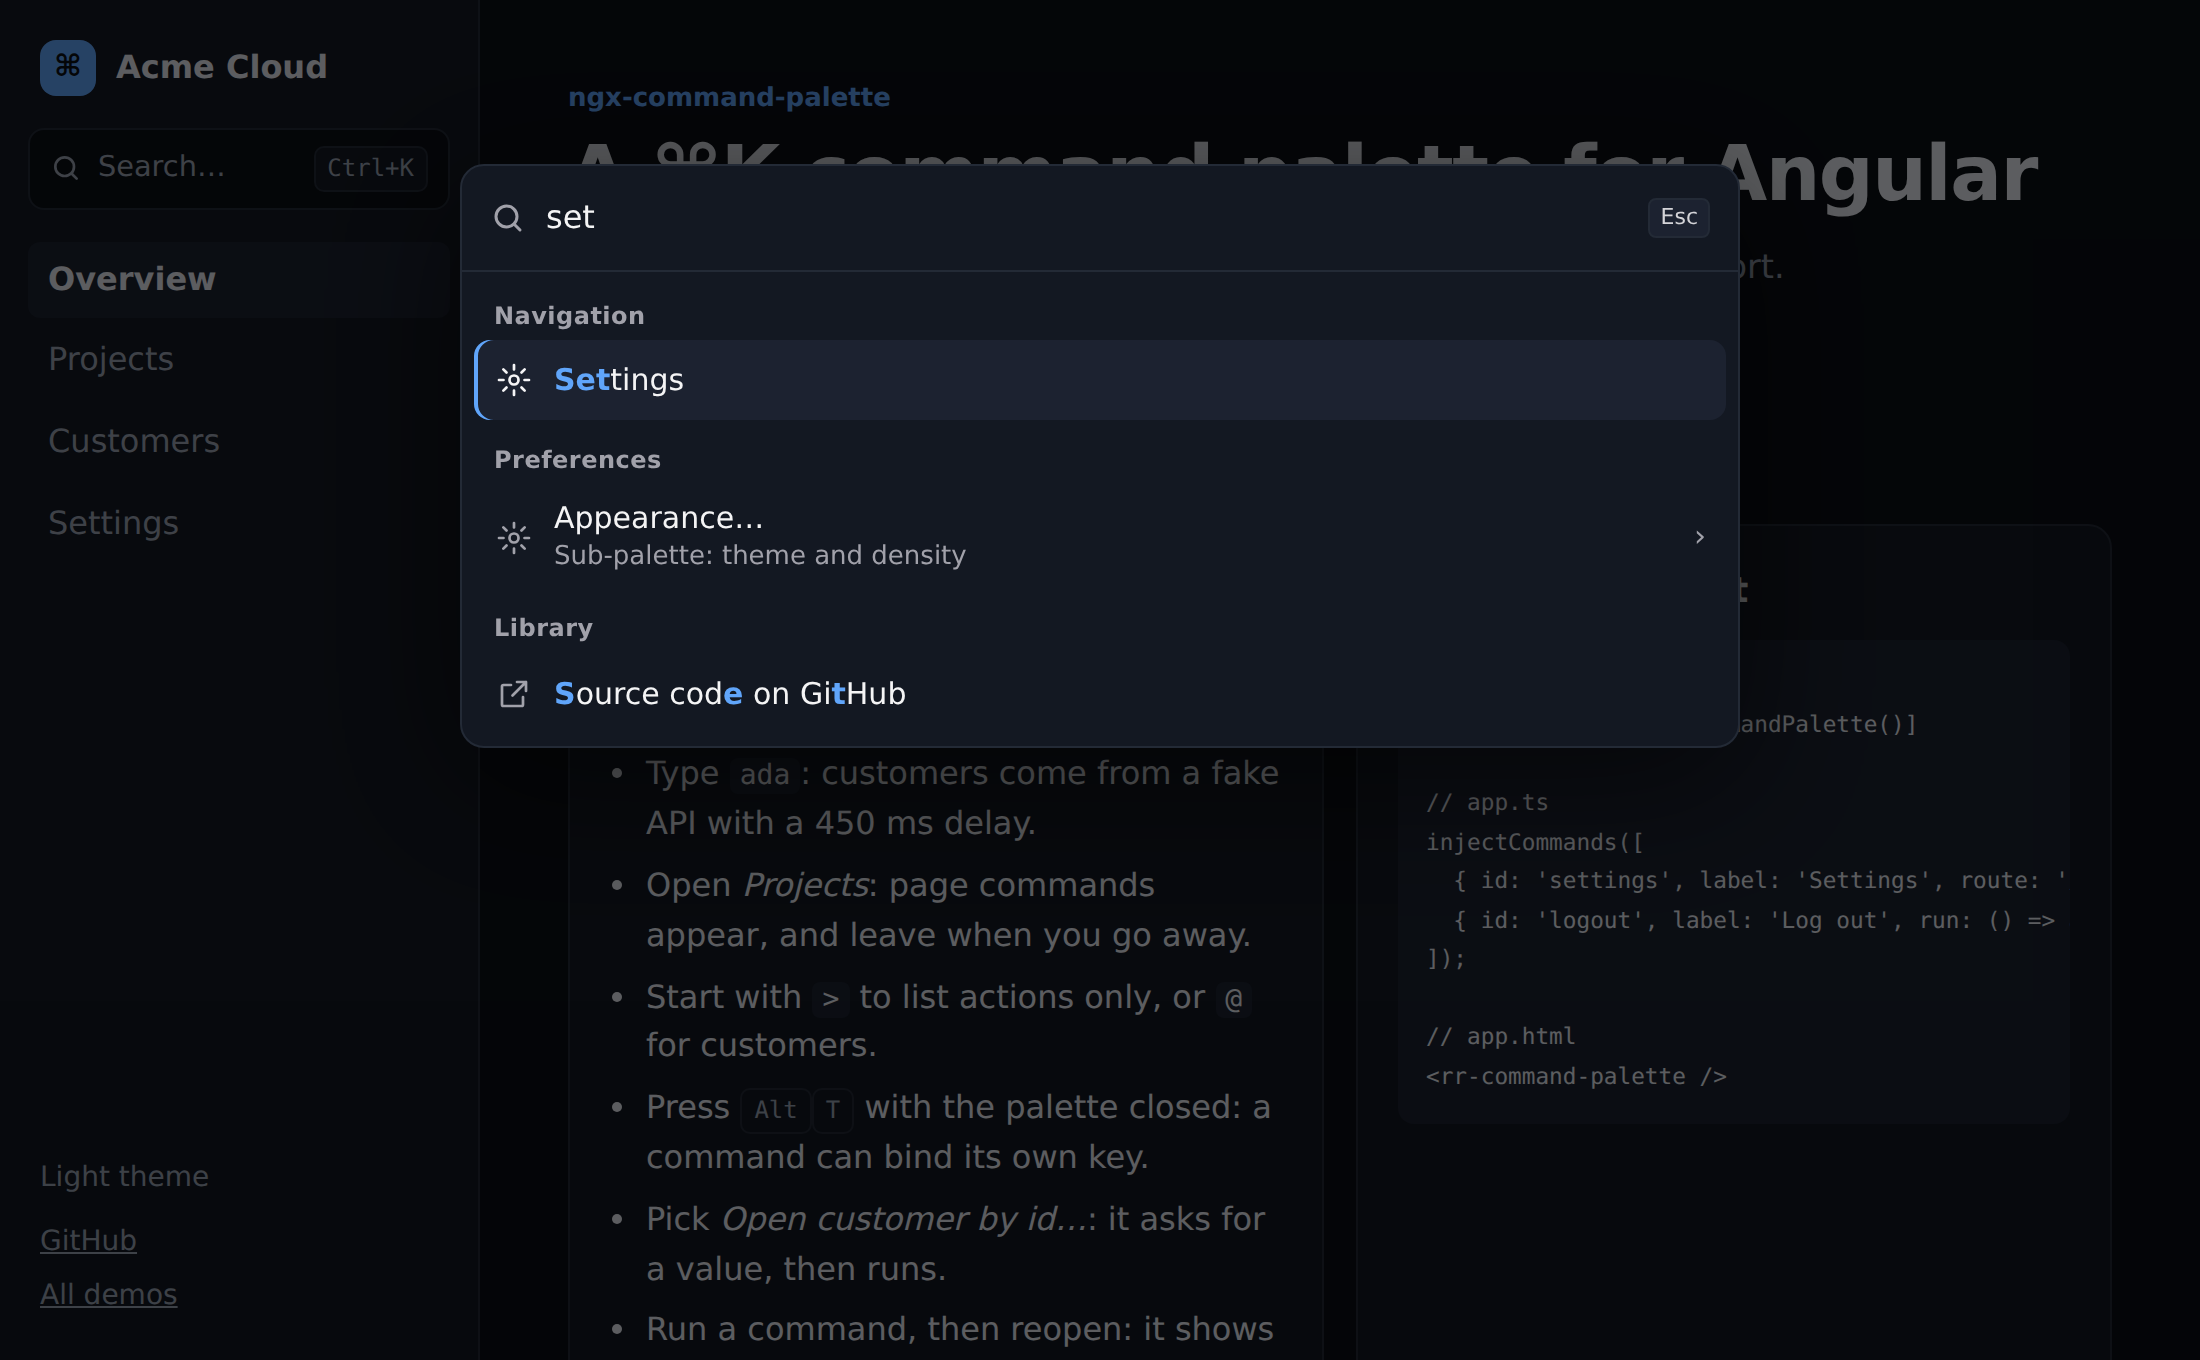 ⌘ Acme Cloud
Search… Ctrl+K
Overview
Projects
Customers
Settings
Light theme
GitHub
All demos
ngx-command-palette
A ⌘K command palette for Angular
ort.
set Esc
Navigation
Settings
Preferences
Appearance…
Sub-palette: theme and density
›
Library
Source code on GitHub
Type ada: customers come from a fake
API with a 450 ms delay.
Open Projects: page commands
appear, and leave when you go away.
Start with > to list actions only, or @
for customers.
Press Alt T with the palette closed: a
command can bind its own key.
Pick Open customer by id…: it asks for
a value, then runs.
Run a command, then reopen: it shows
t
andPalette()]
// app.ts
injectCommands([
{ id: 'settings', label: 'Settings', route: '
{ id: 'logout', label: 'Log out', run: () =>
]);
// app.html
<rr-command-palette />